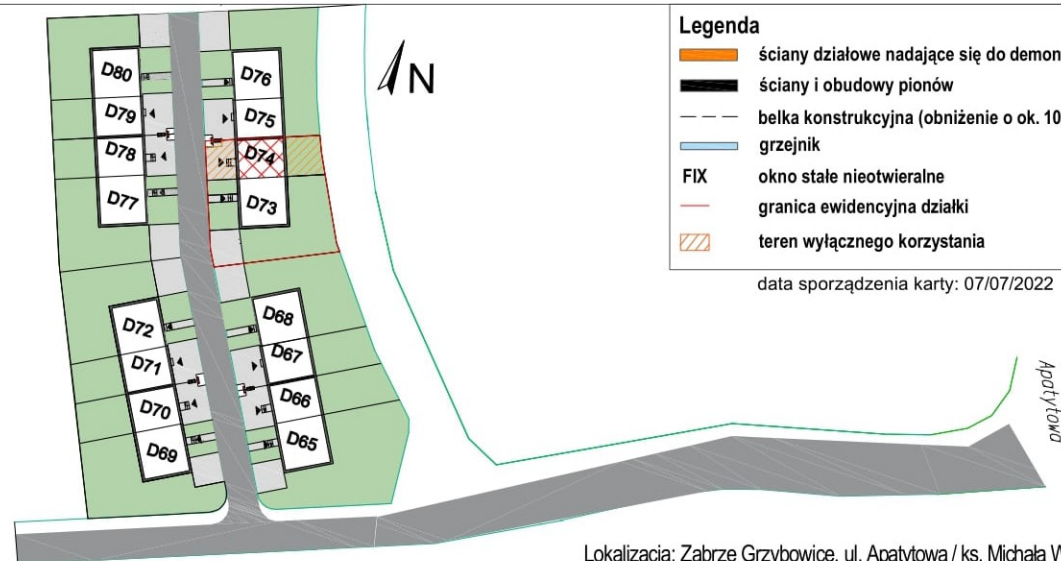 D80
D79
D78
D77
D76
D75
D74
D73
N
D72
D71
D70
D69
D68
D67
D66
D65
Legenda
ściany działowe nadające się do demon
ściany i obudowy pionów
belka konstrukcyjna (obniżenie o ok. 10
grzejnik
FIX okno stałe nieotwieralne
granica ewidencyjna działki
teren wyłącznego korzystania
data sporządzenia karty: 07/07/2022
Apatytowa
Lokalizacja: Zabrze Grzybowice, ul. Apatytowa / ks. Michała W